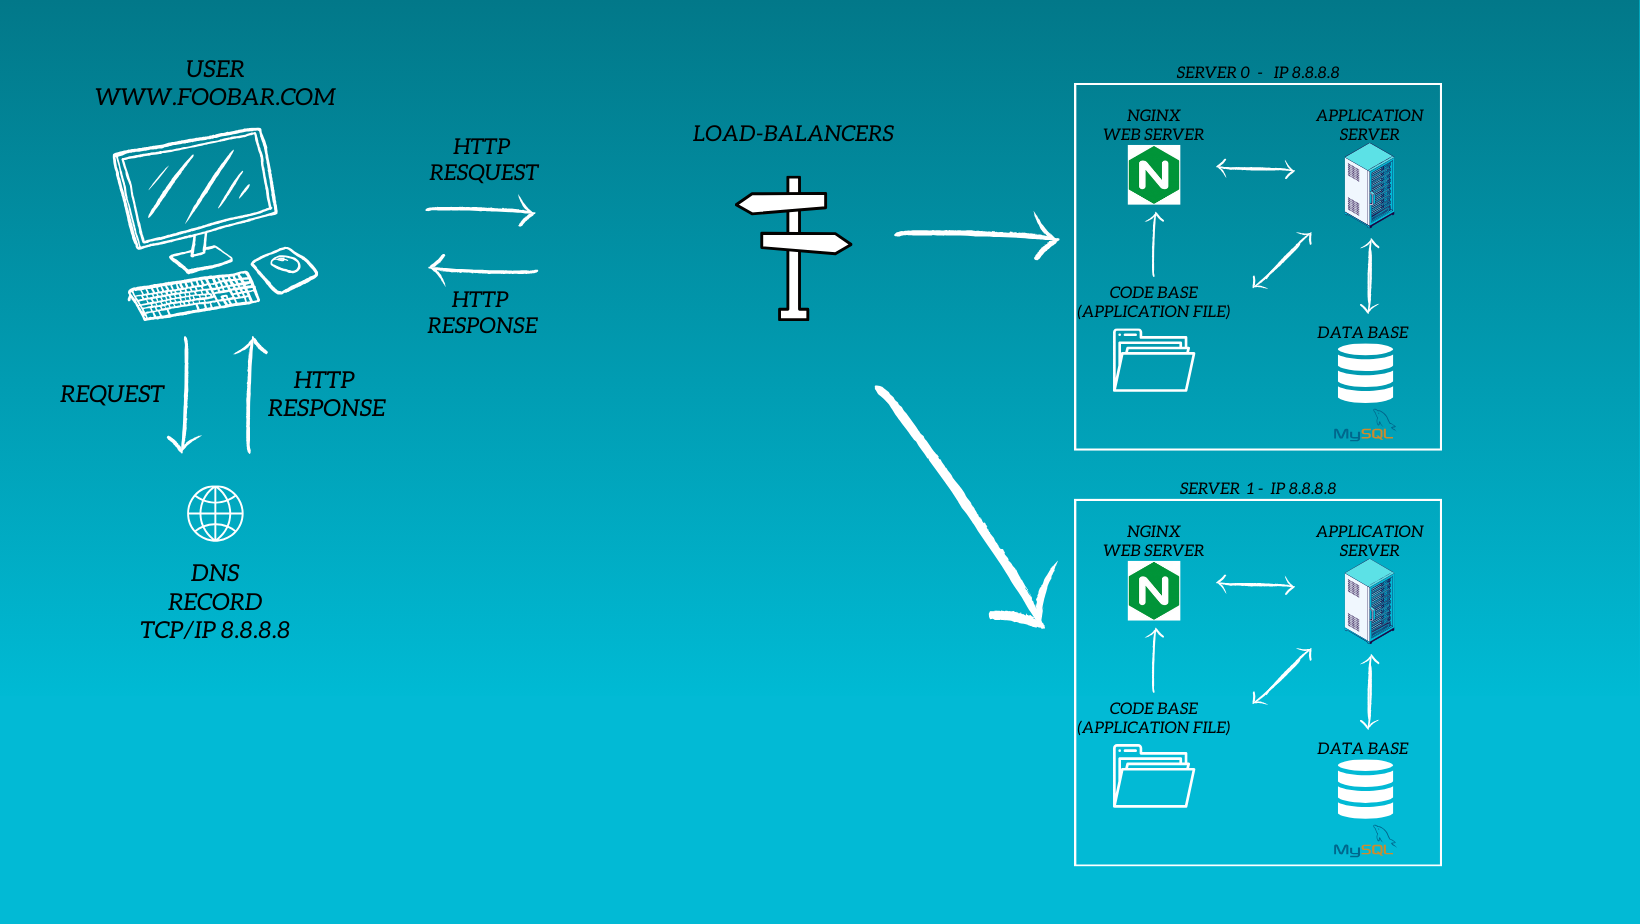 USER
WWW.FOOBAR.COM
HTTP
RESQUEST
HTTP
RESPONSE
REQUEST
HTTP
RESPONSE
DNS
RECORD
TCP/IP 8.8.8.8
LOAD-BALANCERS
SERVER 0 - IP 8.8.8.8
NGINX
WEB SERVER
APPLICATION
SERVER
CODE BASE
(APPLICATION FILE)
DATA BASE
MySQL
SERVER 1 - IP 8.8.8.8
NGINX
WEB SERVER
APPLICATION
SERVER
CODE BASE
(APPLICATION FILE)
DATA BASE
MySQL